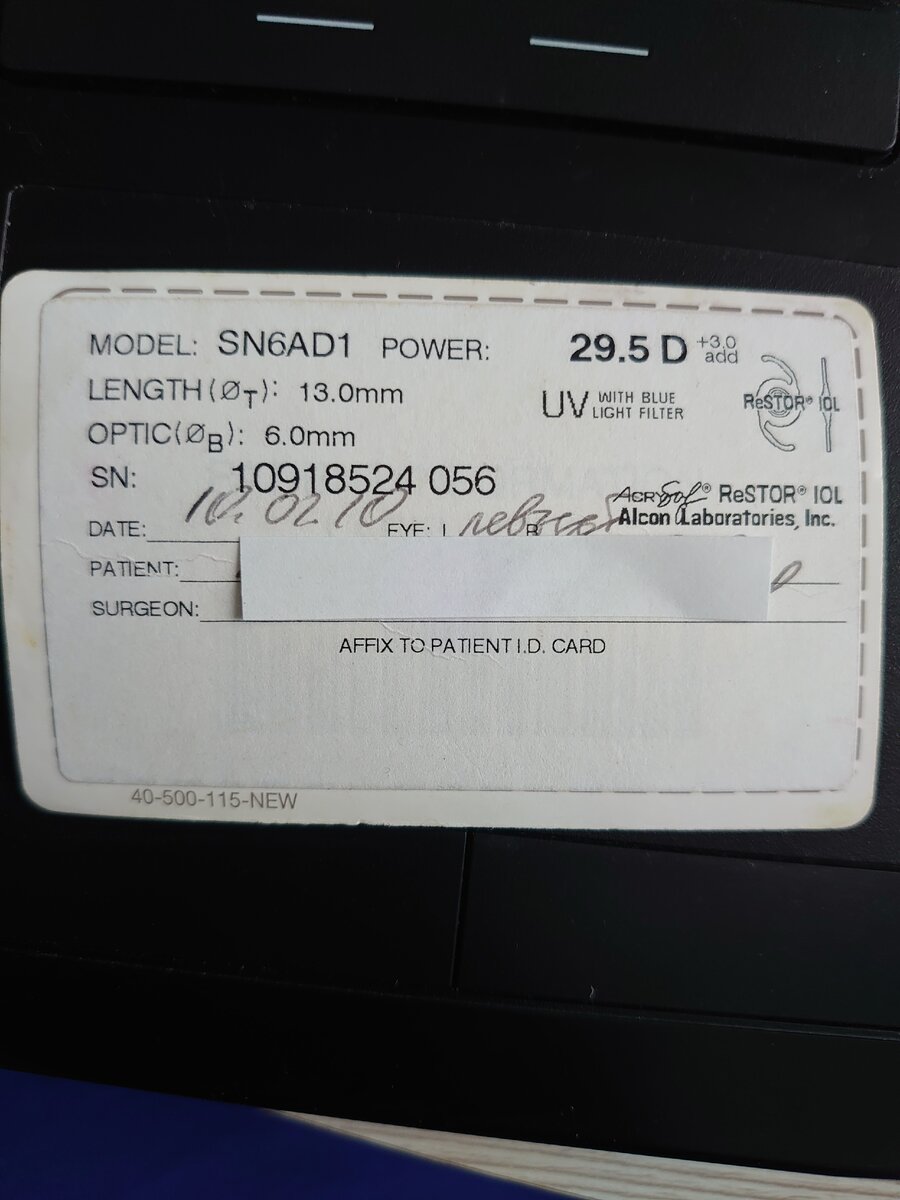 MODEL: SN6AD1 POWER: 29.5 D +3.0 add
LENGTH (ØT): 13.0mm
UV WITH BLUE LIGHT FILTER
ReSTOR® IOL
OPTIC (ØB): 6.0mm
SN: 10918524 056
AcrySof® ReSTOR® IOL
Alcon Laboratories, Inc.
DATE: 10.02.10 EYE: L R
PATIENT:
SURGEON:
AFFIX TO PATIENT I.D. CARD
40-500-115-NEW